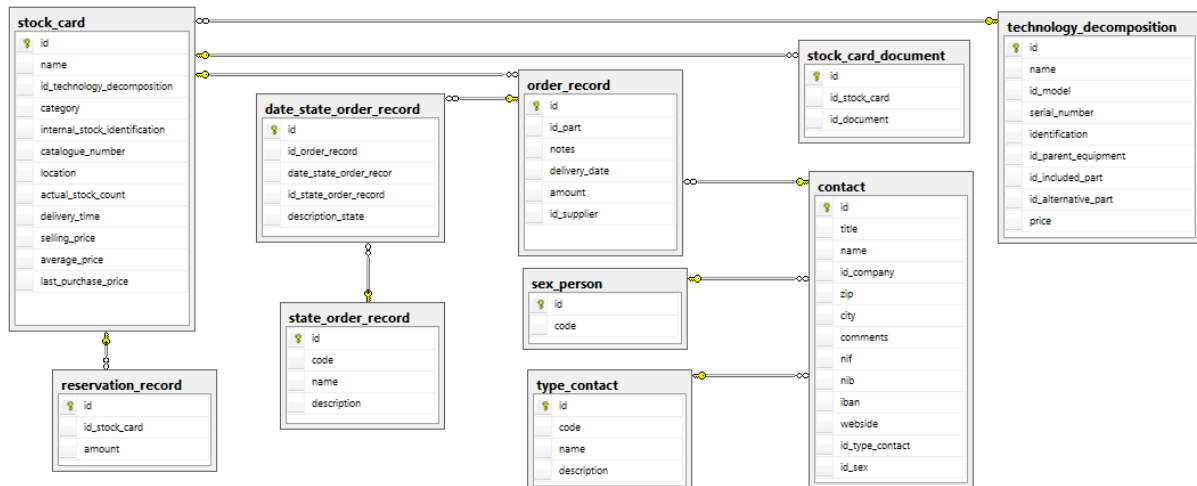 stock_card
id
name
id_technology_decomposition
category
internal_stock_identification
catalogue_number
location
actual_stock_count
delivery_time
selling_price
average_price
last_purchase_price
technology_decomposition
id
name
id_model
serial_number
identification
id_parent_equipment
id_included_part
id_alternative_part
price
stock_card_document
id
id_stock_card
id_document
order_record
id
id_part
notes
delivery_date
amount
id_supplier
date_state_order_record
id
id_order_record
date_state_order_recor
id_state_order_record
description_state
contact
id
title
name
id_company
zip
city
comments
nif
nib
iban
webside
id_type_contact
id_sex
sex_person
id
code
state_order_record
id
code
name
description
reservation_record
id
id_stock_card
amount
type_contact
id
code
name
description